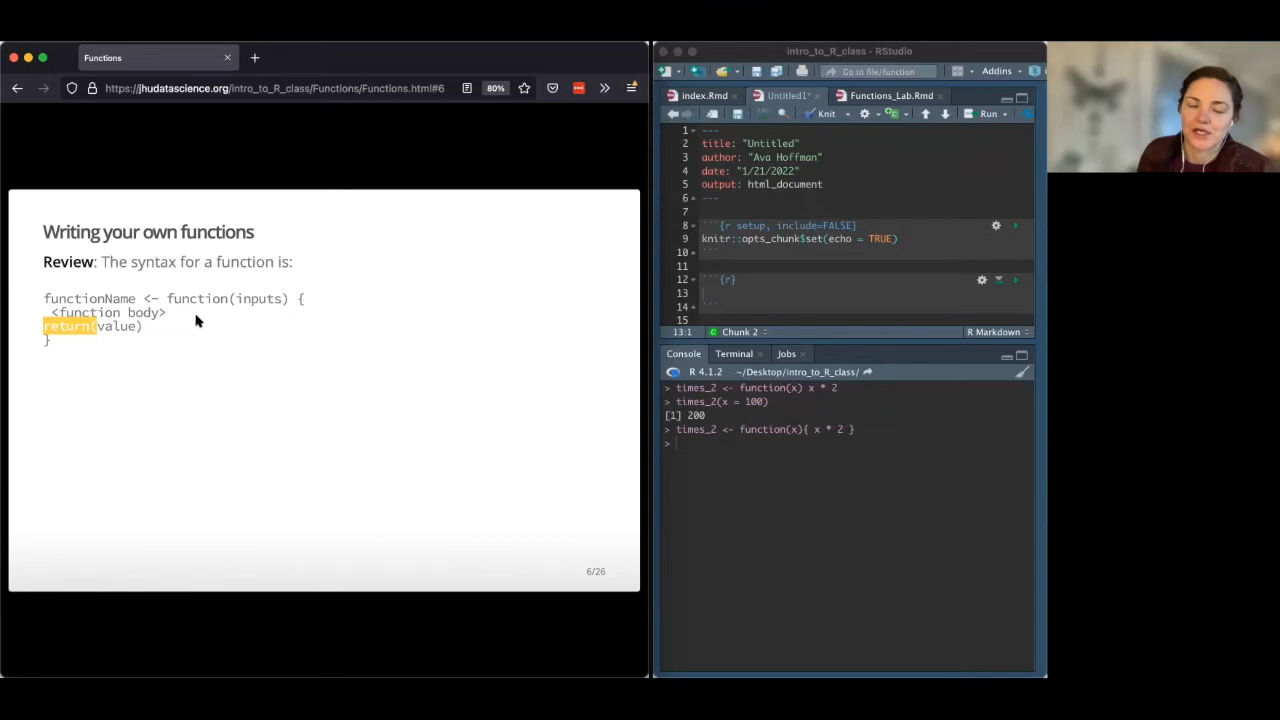 Functions
https://jhudatascience.org/intro_to_R_class/Functions/Functions.html#6
80%
Writing your own functions
Review: The syntax for a function is:
functionName <- function(inputs) {
<function body>
return(value)
}
6/26
intro_to_R_class - RStudio
Go to file/function
Addins
index.Rmd
Untitled1*
Functions_Lab.Rmd
Knit
Run
1 ---
2 title: "Untitled"
3 author: "Ava Hoffman"
4 date: "1/21/2022"
5 output: html_document
6 ---
7
8 ```{r setup, include=FALSE}
9 knitr::opts_chunk$set(echo = TRUE)
10 ```
11
12 ```{r}
13
14 ```
15
13:1 Chunk 2 R Markdown
Console Terminal Jobs
R 4.1.2 · ~/Desktop/intro_to_R_class/
> times_2 <- function(x) x * 2
> times_2(x = 100)
[1] 200
> times_2 <- function(x){ x * 2 }
>